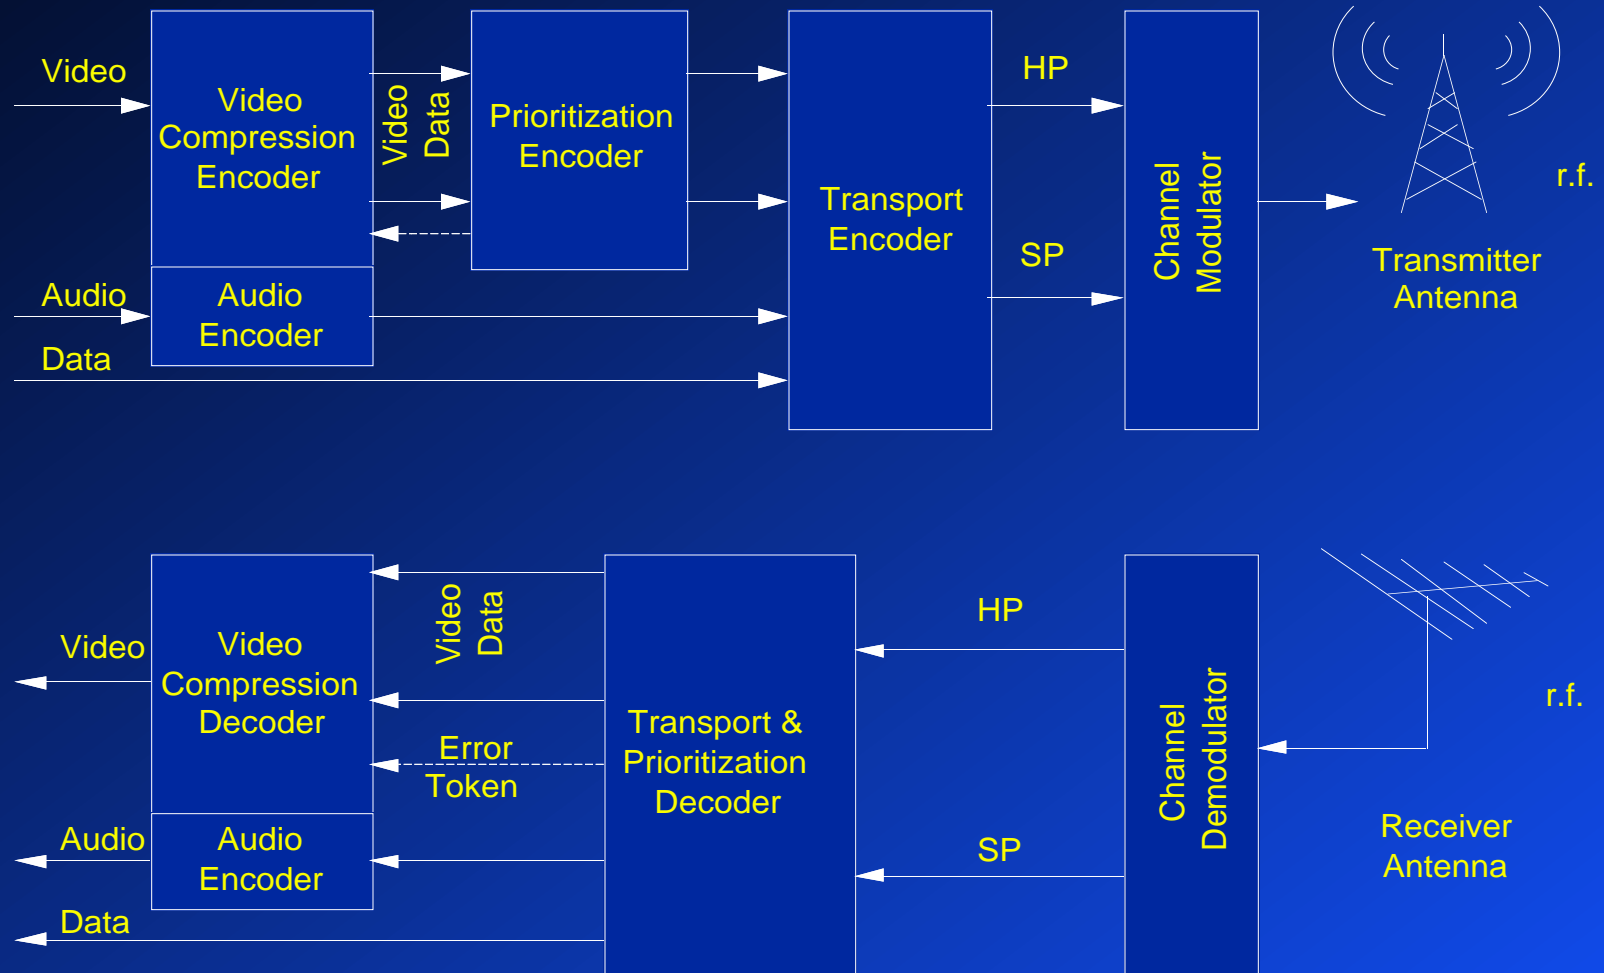 Video
Video
Compression
Encoder
Video
Data
Prioritization
Encoder
Audio
Audio
Encoder
Data
Transport
Encoder
HP
SP
Channel
Modulator
r.f.
Transmitter
Antenna
Video
Video
Compression
Decoder
Video
Data
Error
Token
Audio
Audio
Encoder
Data
Transport &
Prioritization
Decoder
HP
SP
Channel
Demodulator
r.f.
Receiver
Antenna